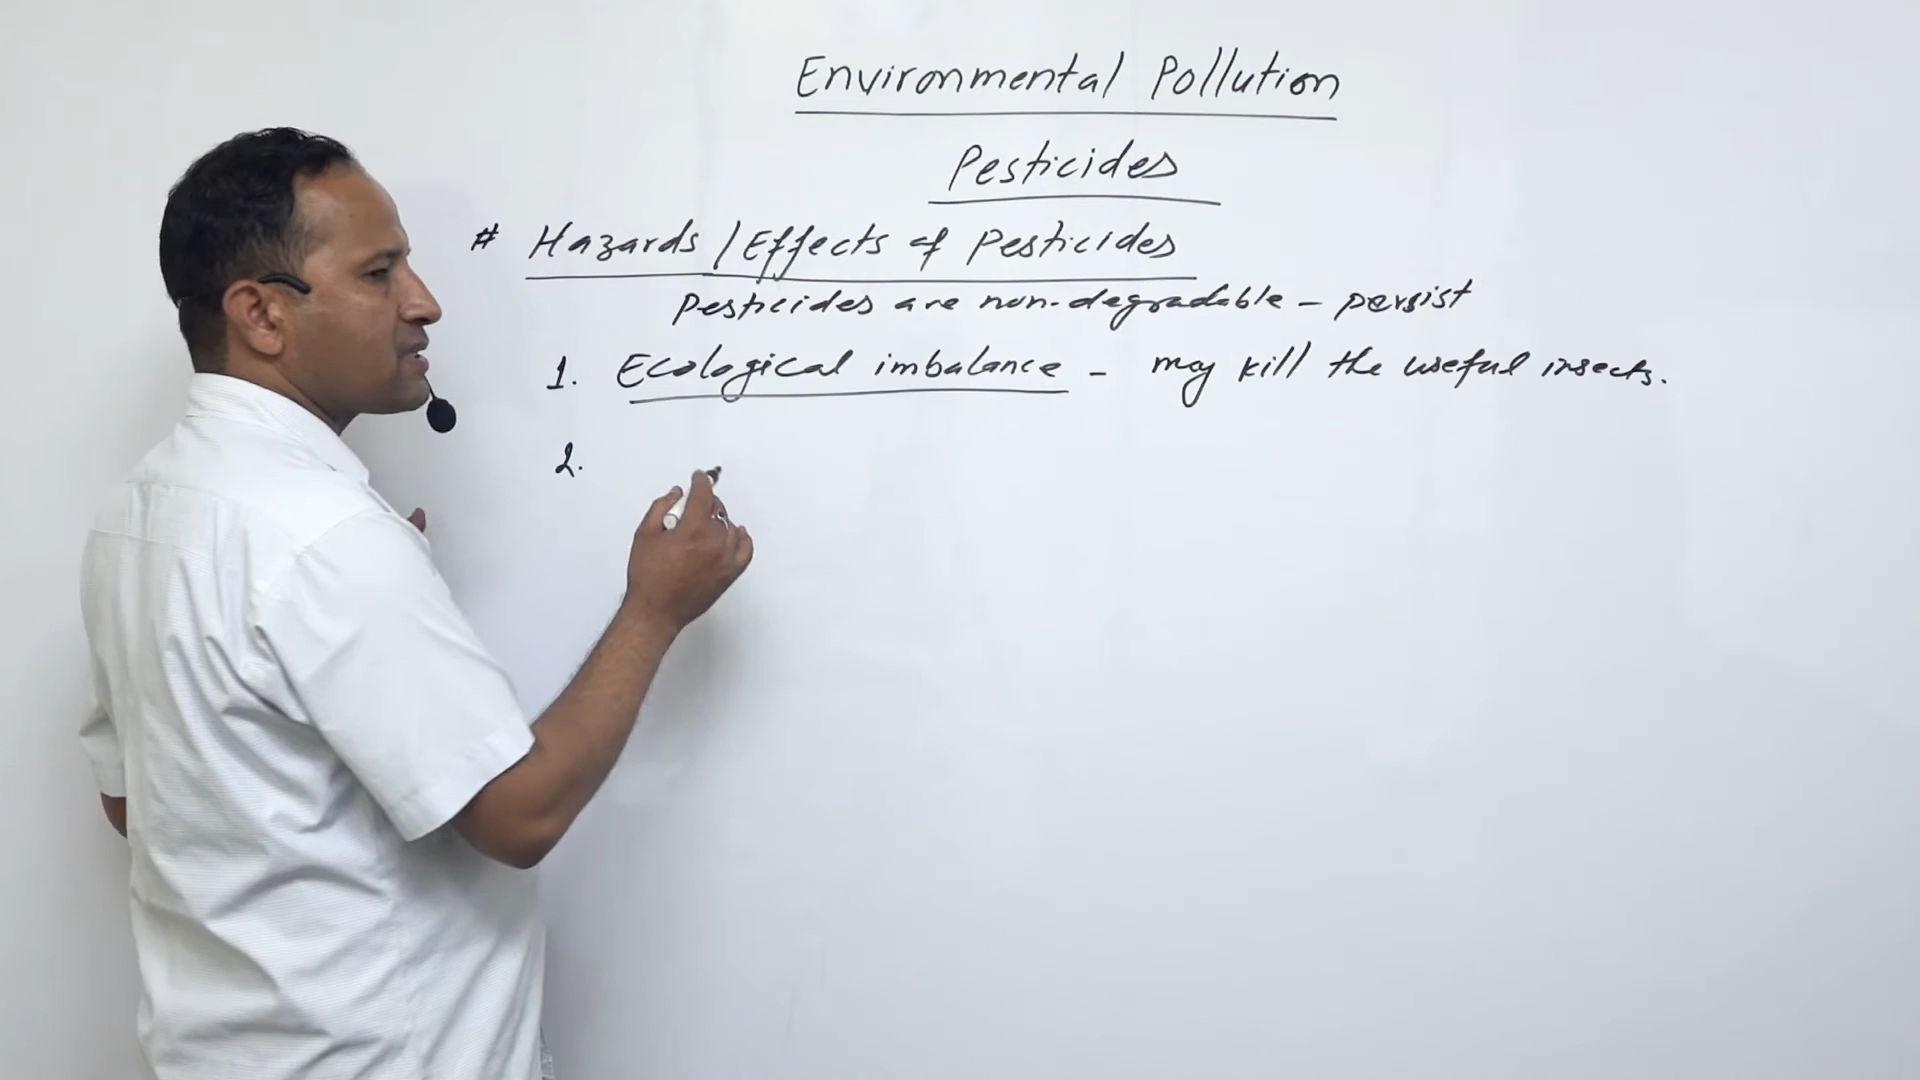 Environmental Pollution
Pesticides
# Hazards / Effects of Pesticides
Pesticides are non-degradable - persist
1. Ecological imbalance - may kill the useful insects.
2.